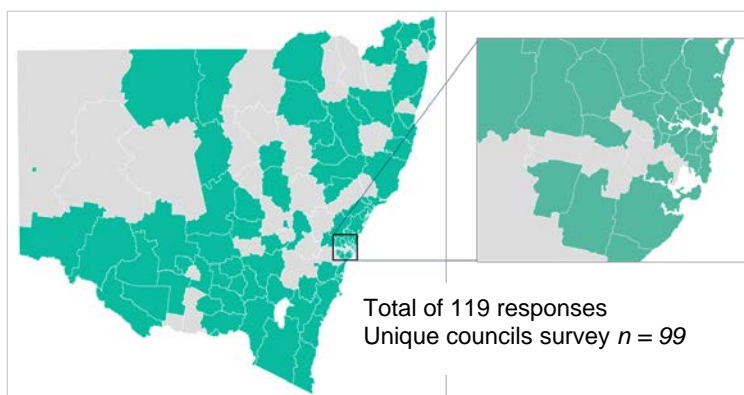 Total of 119 responses
Unique councils survey n = 99